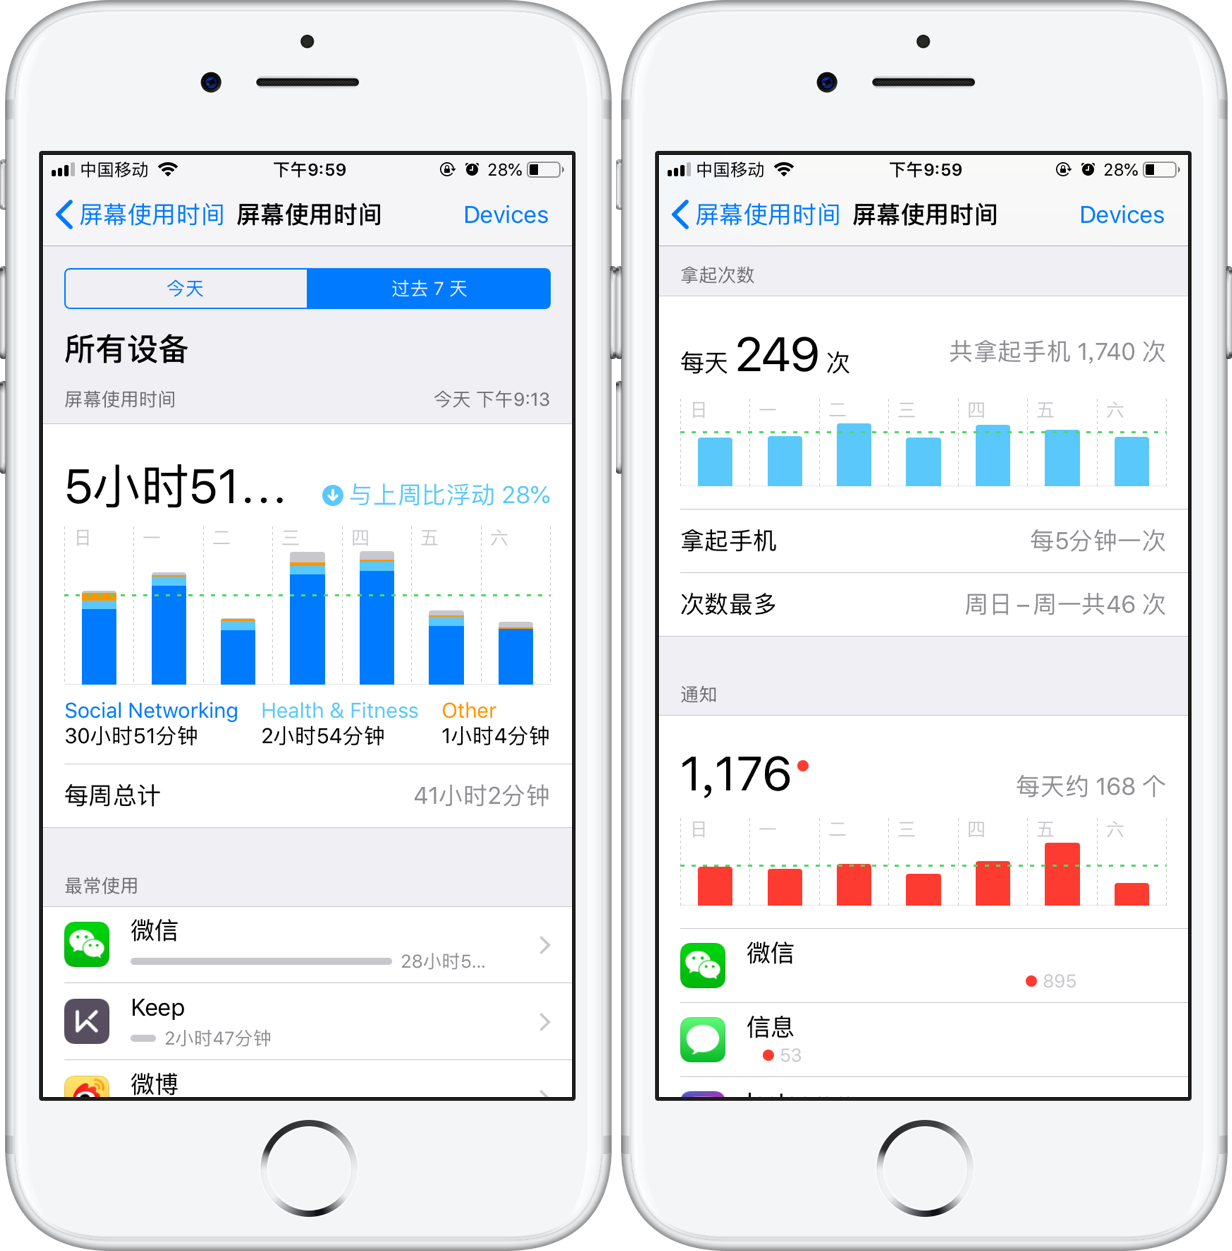 中国移动 下午9:59 28%
屏幕使用时间 屏幕使用时间 Devices
今天 过去 7 天
所有设备
屏幕使用时间 今天 下午9:13
5小时51... 与上周比浮动 28%
日 一 二 三 四 五 六
Social Networking Health & Fitness Other
30小时51分钟 2小时54分钟 1小时4分钟
每周总计 41小时2分钟
最常使用
微信
28小时5...
Keep
2小时47分钟
微博
中国移动 下午9:59 28%
屏幕使用时间 屏幕使用时间 Devices
拿起次数
每天 249 次 共拿起手机 1,740 次
日 一 二 三 四 五 六
拿起手机 每5分钟一次
次数最多 周日 – 周一共46 次
通知
1,176 每天约 168 个
日 一 二 三 四 五 六
微信
895
信息
53